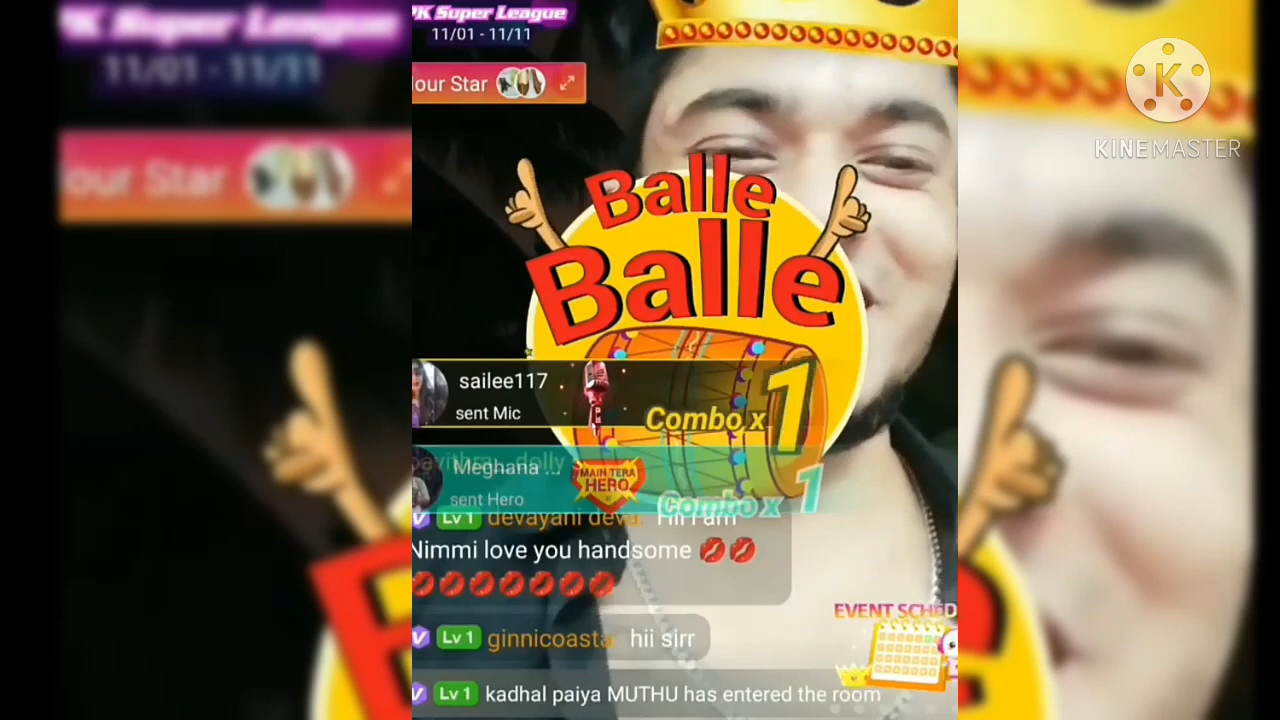 PK Super League
11/01 - 11/11
our Star
KINEMASTER
Balle
Balle
sailee117
sent Mic
Combo x 1
Meghana ...
sent Hero
MAIN TERA
HERO
Combo x 1
Lv 1 devayani deva: Hii I am
Nimmi love you handsome 💋💋
💋💋💋💋💋💋💋
EVENT SCHED
Lv 1 ginnicoasta: hii sirr
Lv 1 kadhal paiya MUTHU has entered the room